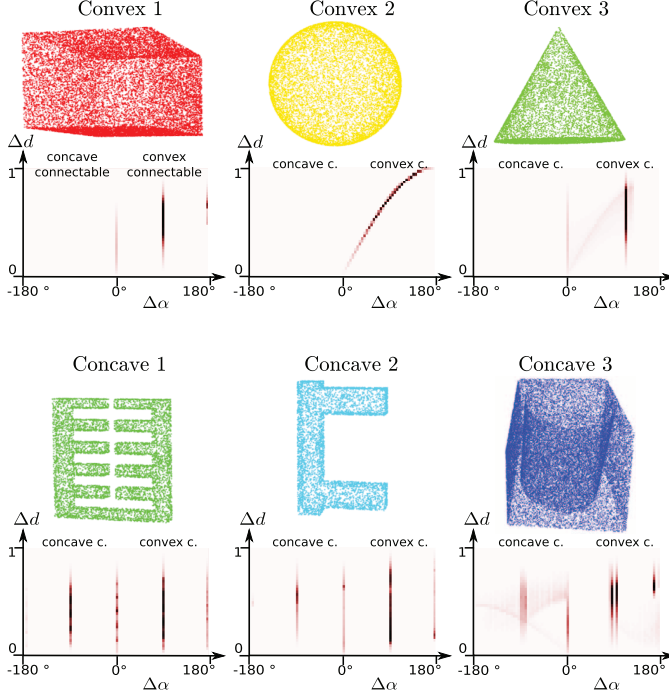 Convex 1 Convex 2 Convex 3
Δd Δd Δd
concave connectable convex connectable concave c. convex c. concave c. convex c.
1 1 1
0 0 0
-180 ° 0° 180° -180 ° 0° 180° -180 ° 0° 180°
Δα Δα Δα
Concave 1 Concave 2 Concave 3
Δd Δd Δd
concave c. convex c. concave c. convex c. concave c. convex c.
1 1 1
0 0 0
-180 ° 0° 180° -180 ° 0° 180° -180 ° 0° 180°
Δα Δα Δα